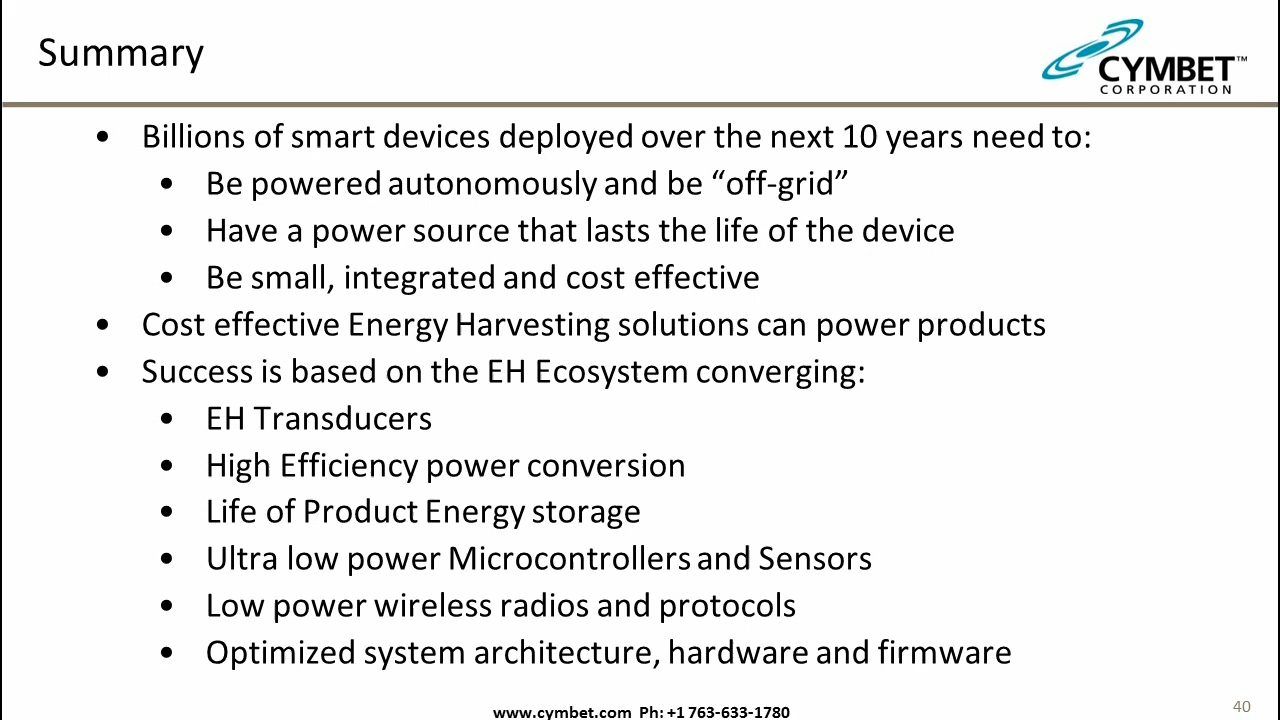 Summary
CYMBET™
CORPORATION
• Billions of smart devices deployed over the next 10 years need to:
• Be powered autonomously and be “off-grid”
• Have a power source that lasts the life of the device
• Be small, integrated and cost effective
• Cost effective Energy Harvesting solutions can power products
• Success is based on the EH Ecosystem converging:
• EH Transducers
• High Efficiency power conversion
• Life of Product Energy storage
• Ultra low power Microcontrollers and Sensors
• Low power wireless radios and protocols
• Optimized system architecture, hardware and firmware
www.cymbet.com Ph: +1 763-633-1780
40